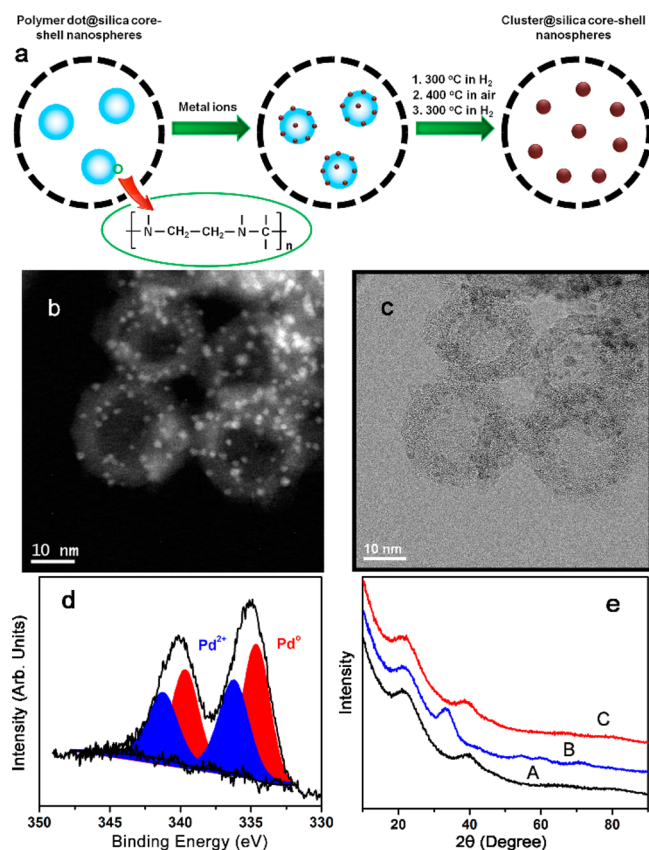 Polymer dot@silica core-
shell nanospheres
Cluster@silica core-shell
nanospheres
a
Metal ions
1. 300 °C in H₂
2. 400 °C in air
3. 300 °C in H₂
[-N-CH₂-CH₂-N-C-]n
b
10 nm
c
10 nm
d
Pd²⁺
Pd⁰
Intensity (Arb. Units)
350 345 340 335 330
Binding Energy (eV)
e
C
B
A
Intensity
20 40 60 80
2θ (Degree)